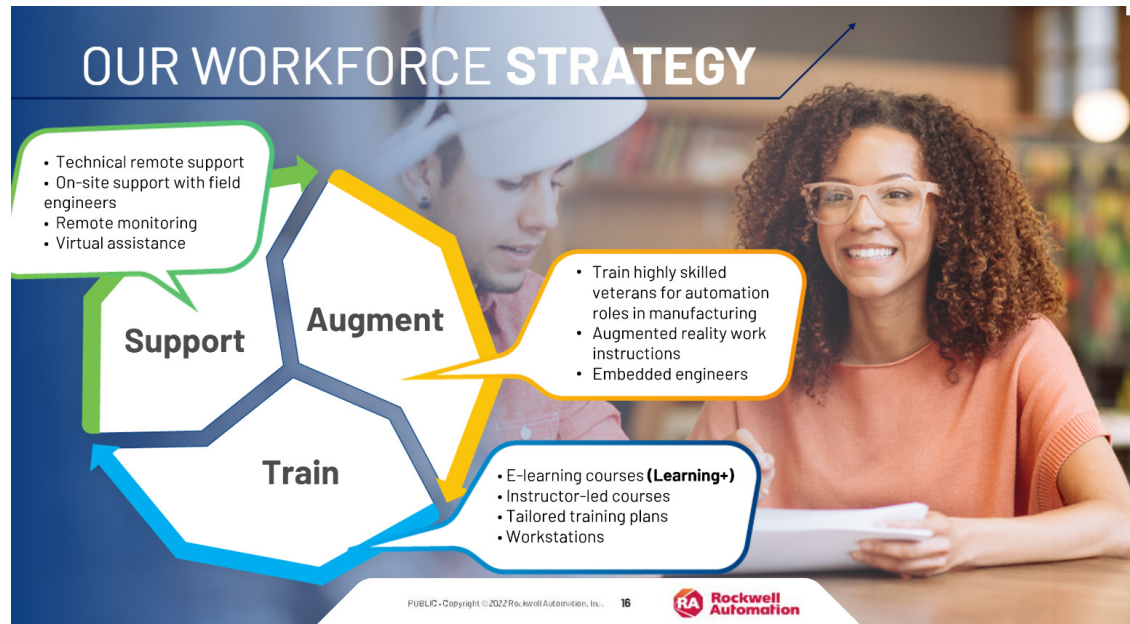 OUR WORKFORCE STRATEGY
• Technical remote support
• On-site support with field
engineers
• Remote monitoring
• Virtual assistance
Support
Augment
• Train highly skilled
veterans for automation
roles in manufacturing
• Augmented reality work
instructions
• Embedded engineers
Train
• E-learning courses (Learning+)
• Instructor-led courses
• Tailored training plans
• Workstations
PUBLIC • Copyright © 2022 Rockwell Automation, Inc.
16
RA
Rockwell
Automation